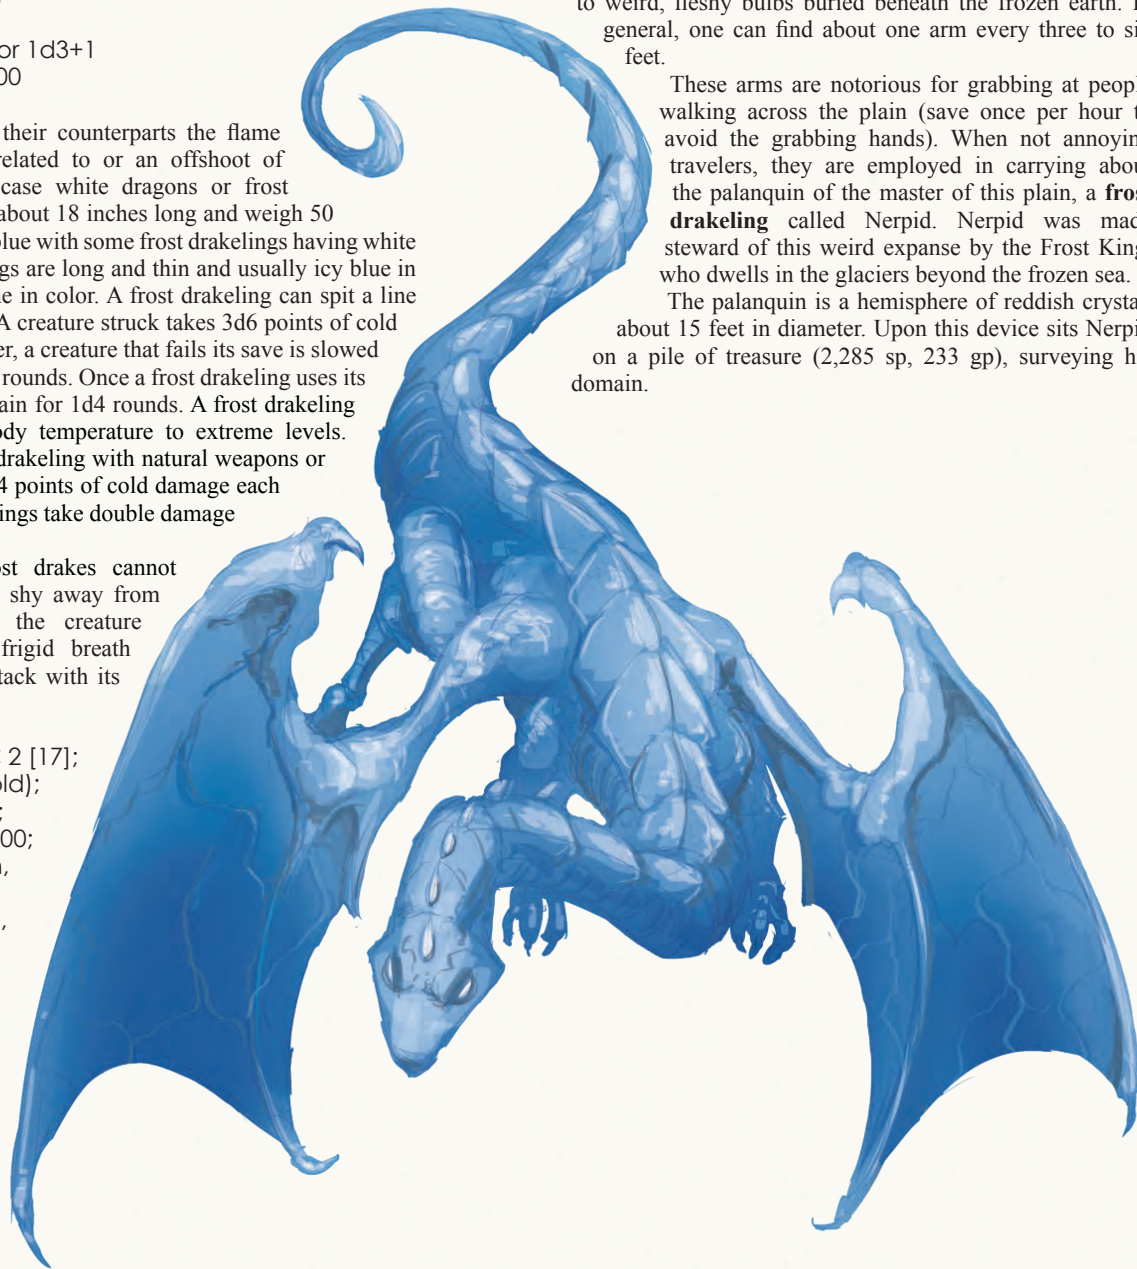 or 1d3+1
00
their counterparts the flame
related to or an offshoot of
case white dragons or frost
about 18 inches long and weigh 50
blue with some frost drakelings having white
gs are long and thin and usually icy blue in
e in color. A frost drakeling can spit a line
A creature struck takes 3d6 points of cold
er, a creature that fails its save is slowed
rounds. Once a frost drakeling uses its
ain for 1d4 rounds. A frost drakeling
ody temperature to extreme levels.
drakeling with natural weapons or
4 points of cold damage each
ings take double damage
ost drakes cannot
shy away from
the creature
frigid breath
tack with its
2 [17];
old);
;
00;
,
,
to weird, fleshy bulbs buried beneath the frozen earth.
general, one can find about one arm every three to si
feet.
These arms are notorious for grabbing at peopl
walking across the plain (save once per hour t
avoid the grabbing hands). When not annoyin
travelers, they are employed in carrying abou
the palanquin of the master of this plain, a fros
drakeling called Nerpid. Nerpid was mad
steward of this weird expanse by the Frost King
who dwells in the glaciers beyond the frozen sea.
The palanquin is a hemisphere of reddish crysta
about 15 feet in diameter. Upon this device sits Nerpi
on a pile of treasure (2,285 sp, 233 gp), surveying h
domain.